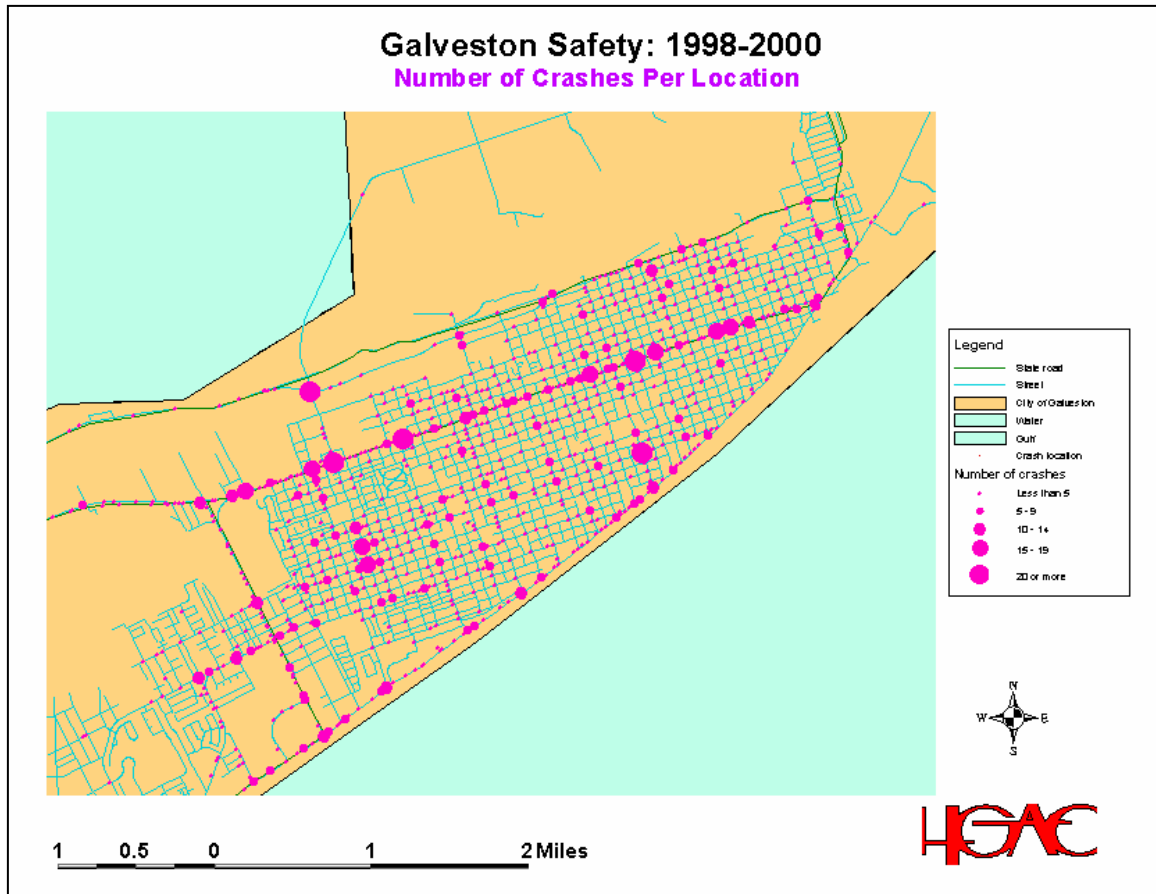 Galveston Safety: 1998-2000
Number of Crashes Per Location
Legend
State road
Street
City of Galveston
Water
Gulf
Crash location
Number of crashes
Less than 5
5 - 9
10 - 14
15 - 19
20 or more
N
W E
S
HGAC
1 0.5 0 1 2 Miles